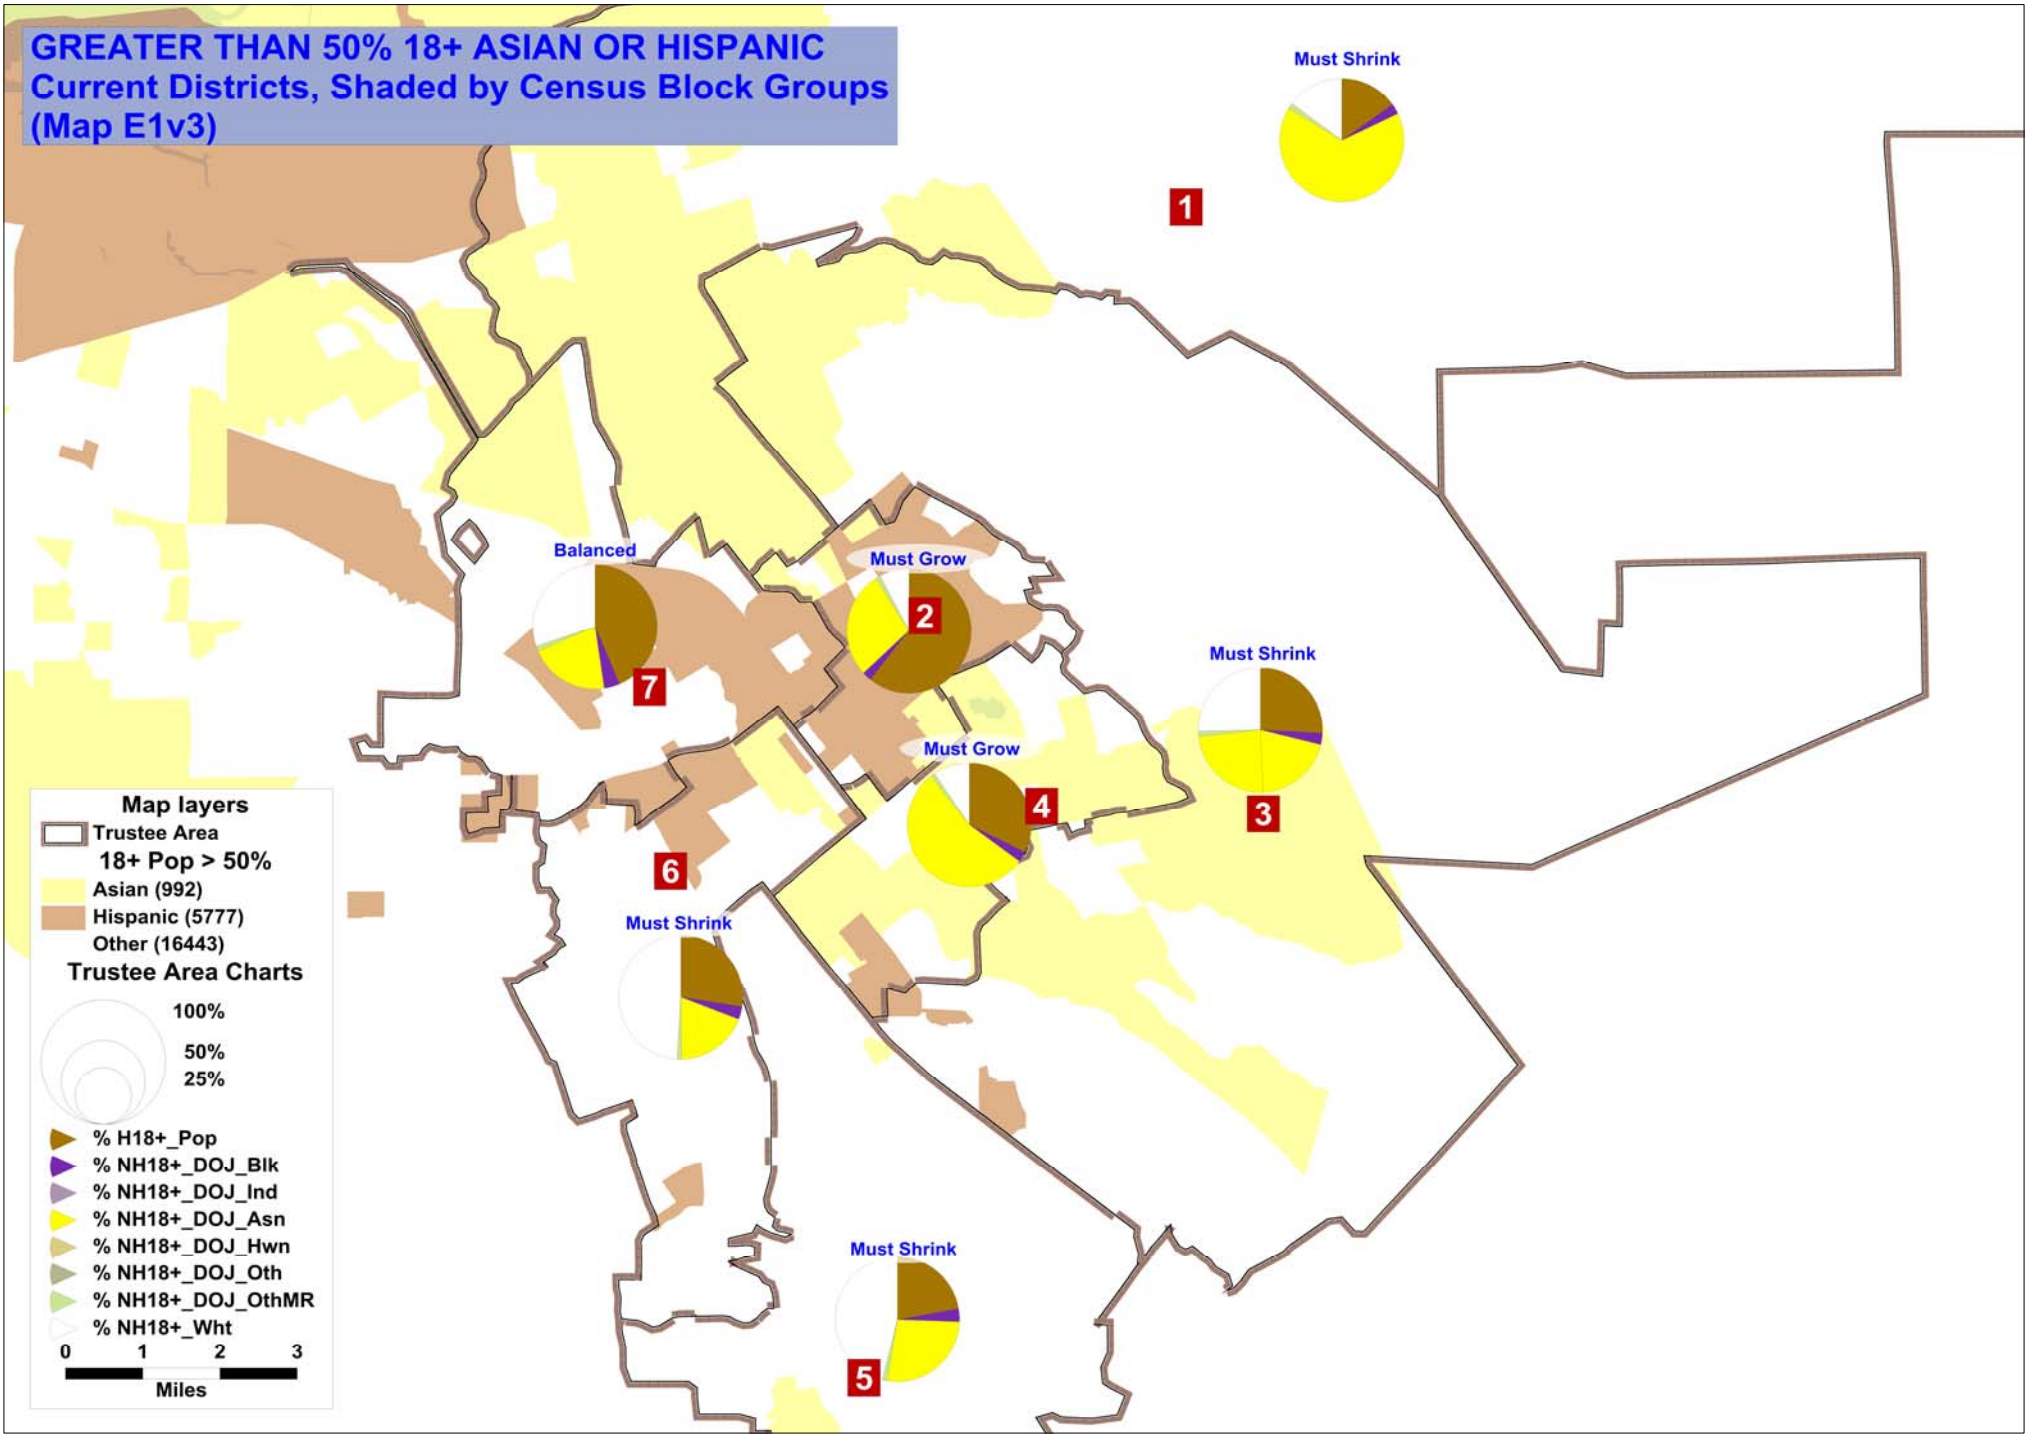 GREATER THAN 50% 18+ ASIAN OR HISPANIC
Current Districts, Shaded by Census Block Groups
(Map E1v3)
Must Shrink
1
Balanced
7
Must Grow
2
Must Shrink
3
Must Grow
4
6
Must Shrink
Must Shrink
5
Map layers
Trustee Area
18+ Pop > 50%
Asian (992)
Hispanic (5777)
Other (16443)
Trustee Area Charts
100%
50%
25%
% H18+_Pop
% NH18+_DOJ_Blk
% NH18+_DOJ_Ind
% NH18+_DOJ_Asn
% NH18+_DOJ_Hwn
% NH18+_DOJ_Oth
% NH18+_DOJ_OthMR
% NH18+_Wht
0 1 2 3
Miles